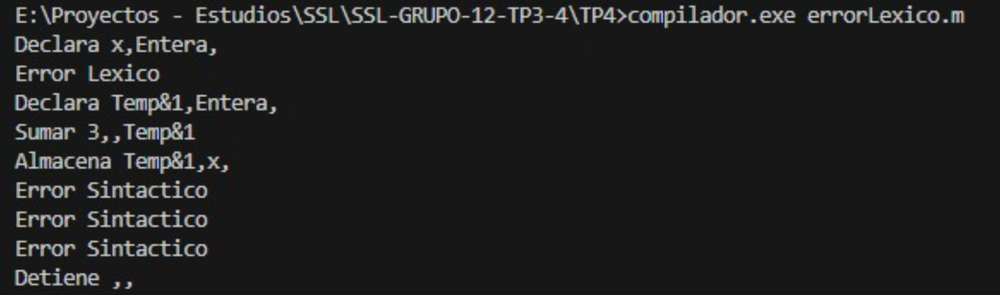 E:\Proyectos - Estudios\SSL\SSL-GRUPO-12-TP3-4\TP4>compilador.exe errorLexico.m
Declara x,Entera,
Error Lexico
Declara Temp&1,Entera,
Sumar 3,,Temp&1
Almacena Temp&1,x,
Error Sintactico
Error Sintactico
Error Sintactico
Detiene ,,